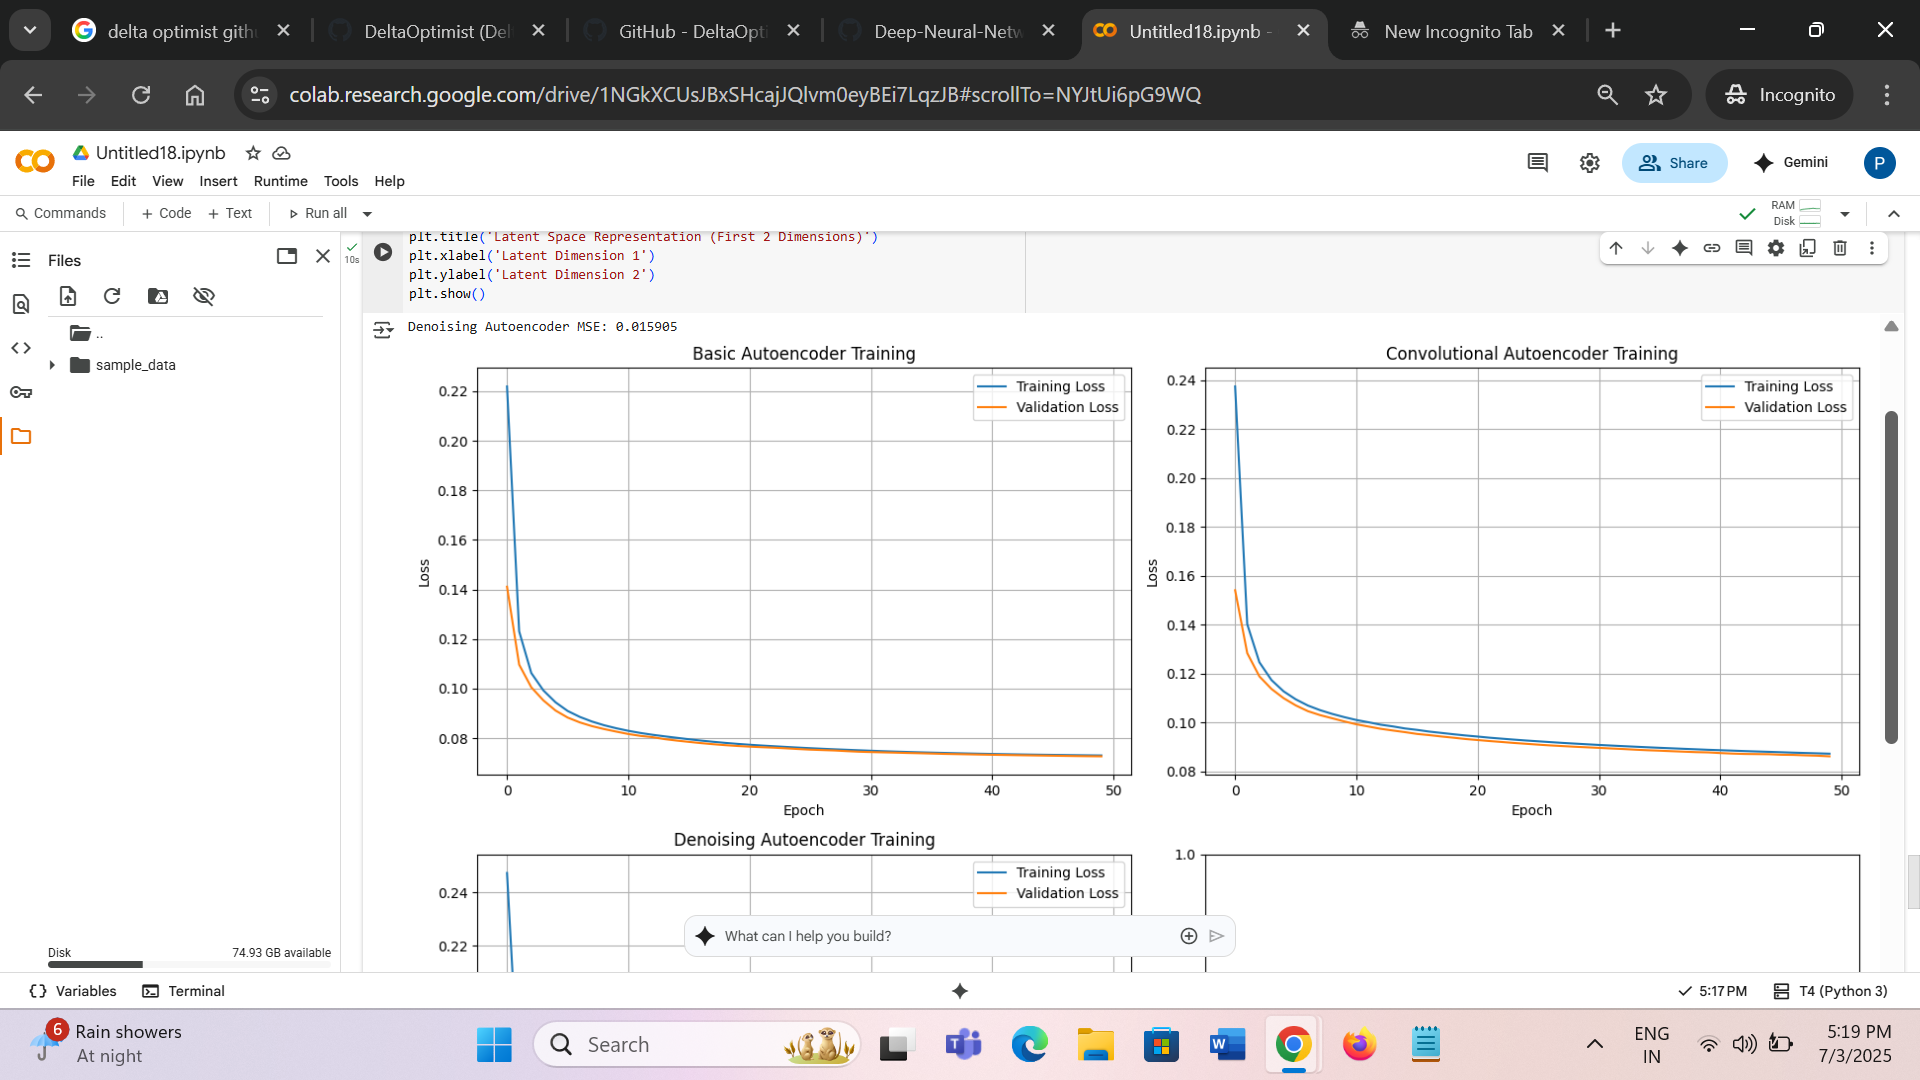 delta optimist gith
DeltaOptimist (Del
GitHub - DeltaOpti
Deep-Neural-Netw
Untitled18.ipynb -
New Incognito Tab
colab.research.google.com/drive/1NGkXCUsJBxSHcajJQlvm0eyBEi7LqzJB#scrollTo=NYJtUi6pG9WQ
Incognito
Untitled18.ipynb
File Edit View Insert Runtime Tools Help
Share
Gemini
P
Commands + Code + Text Run all
RAM
Disk
Files
..
sample_data
Disk 74.93 GB available
10s
plt.title('Latent Space Representation (First 2 Dimensions)')
plt.xlabel('Latent Dimension 1')
plt.ylabel('Latent Dimension 2')
plt.show()
Denoising Autoencoder MSE: 0.015905
Basic Autoencoder Training
Training Loss
Validation Loss
0.22
0.20
0.18
0.16
0.14
0.12
0.10
0.08
Loss
0 10 20 30 40 50
Epoch
Convolutional Autoencoder Training
Training Loss
Validation Loss
0.24
0.22
0.20
0.18
0.16
0.14
0.12
0.10
0.08
Loss
0 10 20 30 40 50
Epoch
Denoising Autoencoder Training
Training Loss
Validation Loss
0.24
0.22
1.0
What can I help you build?
Variables Terminal
5:17 PM T4 (Python 3)
6
Rain showers
At night
Search
ENG
IN
5:19 PM
7/3/2025